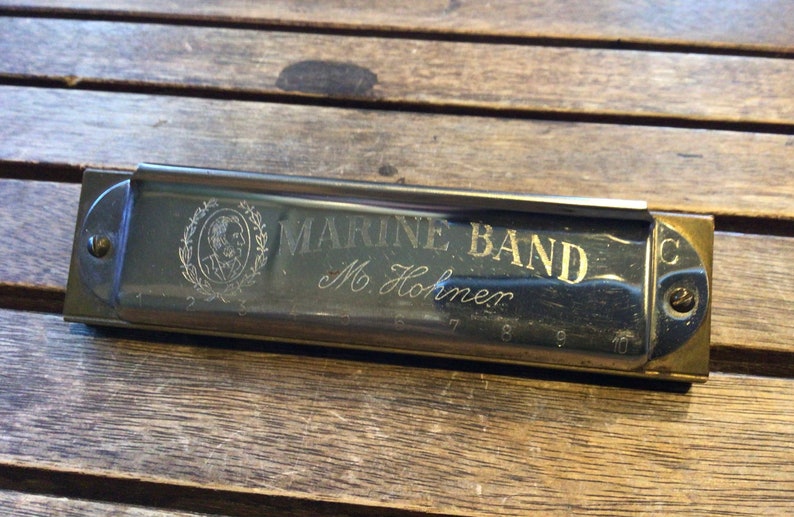 MARINE BAND
C
M. Hohner
1 2 3 4 5 6 7 8 9 10